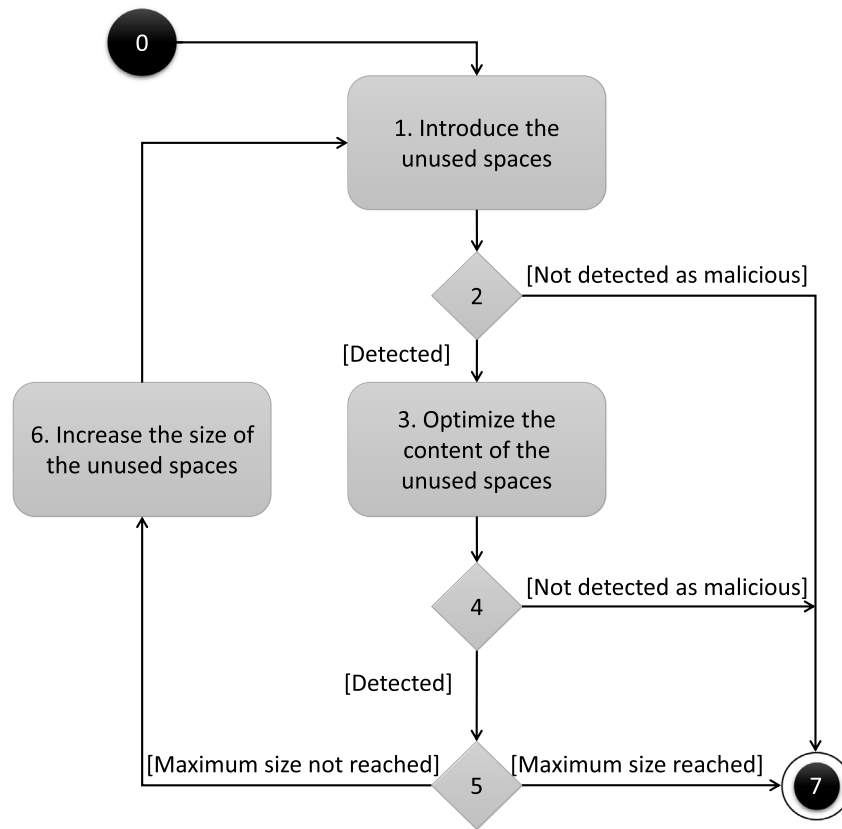 0
1. Introduce the
unused spaces
[Not detected as malicious]
2
[Detected]
6. Increase the size of
the unused spaces
3. Optimize the
content of the
unused spaces
[Not detected as malicious]
4
[Detected]
[Maximum size not reached]
[Maximum size reached]
5
7